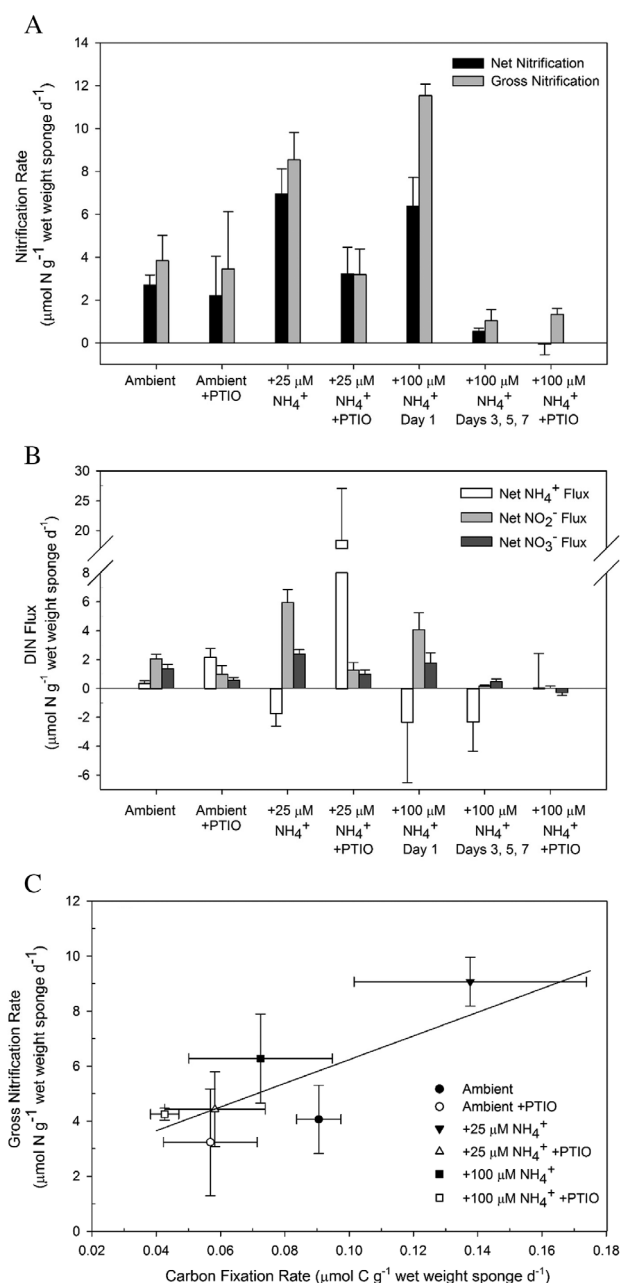 A
Nitrification Rate
(μmol N g⁻¹ wet weight sponge d⁻¹)
14
12
10
8
6
4
2
0
Net Nitrification
Gross Nitrification
Ambient
Ambient
+PTIO
+25 μM
NH₄⁺
+25 μM
NH₄⁺
+PTIO
+100 μM
NH₄⁺
Day 1
+100 μM
NH₄⁺
Days 3, 5, 7
+100 μM
NH₄⁺
+PTIO
B
DIN Flux
(μmol N g⁻¹ wet weight sponge d⁻¹)
30
25
20
8
6
4
2
0
-2
-4
-6
Net NH₄⁺ Flux
Net NO₂⁻ Flux
Net NO₃⁻ Flux
Ambient
Ambient
+PTIO
+25 μM
NH₄⁺
+25 μM
NH₄⁺
+PTIO
+100 μM
NH₄⁺
Day 1
+100 μM
NH₄⁺
Days 3, 5, 7
+100 μM
NH₄⁺
+PTIO
C
Gross Nitrification Rate
(μmol N g⁻¹ wet weight sponge d⁻¹)
12
10
8
6
4
2
0
Ambient
Ambient +PTIO
+25 μM NH₄⁺
+25 μM NH₄⁺ +PTIO
+100 μM NH₄⁺
+100 μM NH₄⁺ +PTIO
0.02
0.04
0.06
0.08
0.10
0.12
0.14
0.16
0.18
Carbon Fixation Rate (μmol C g⁻¹ wet weight sponge d⁻¹)